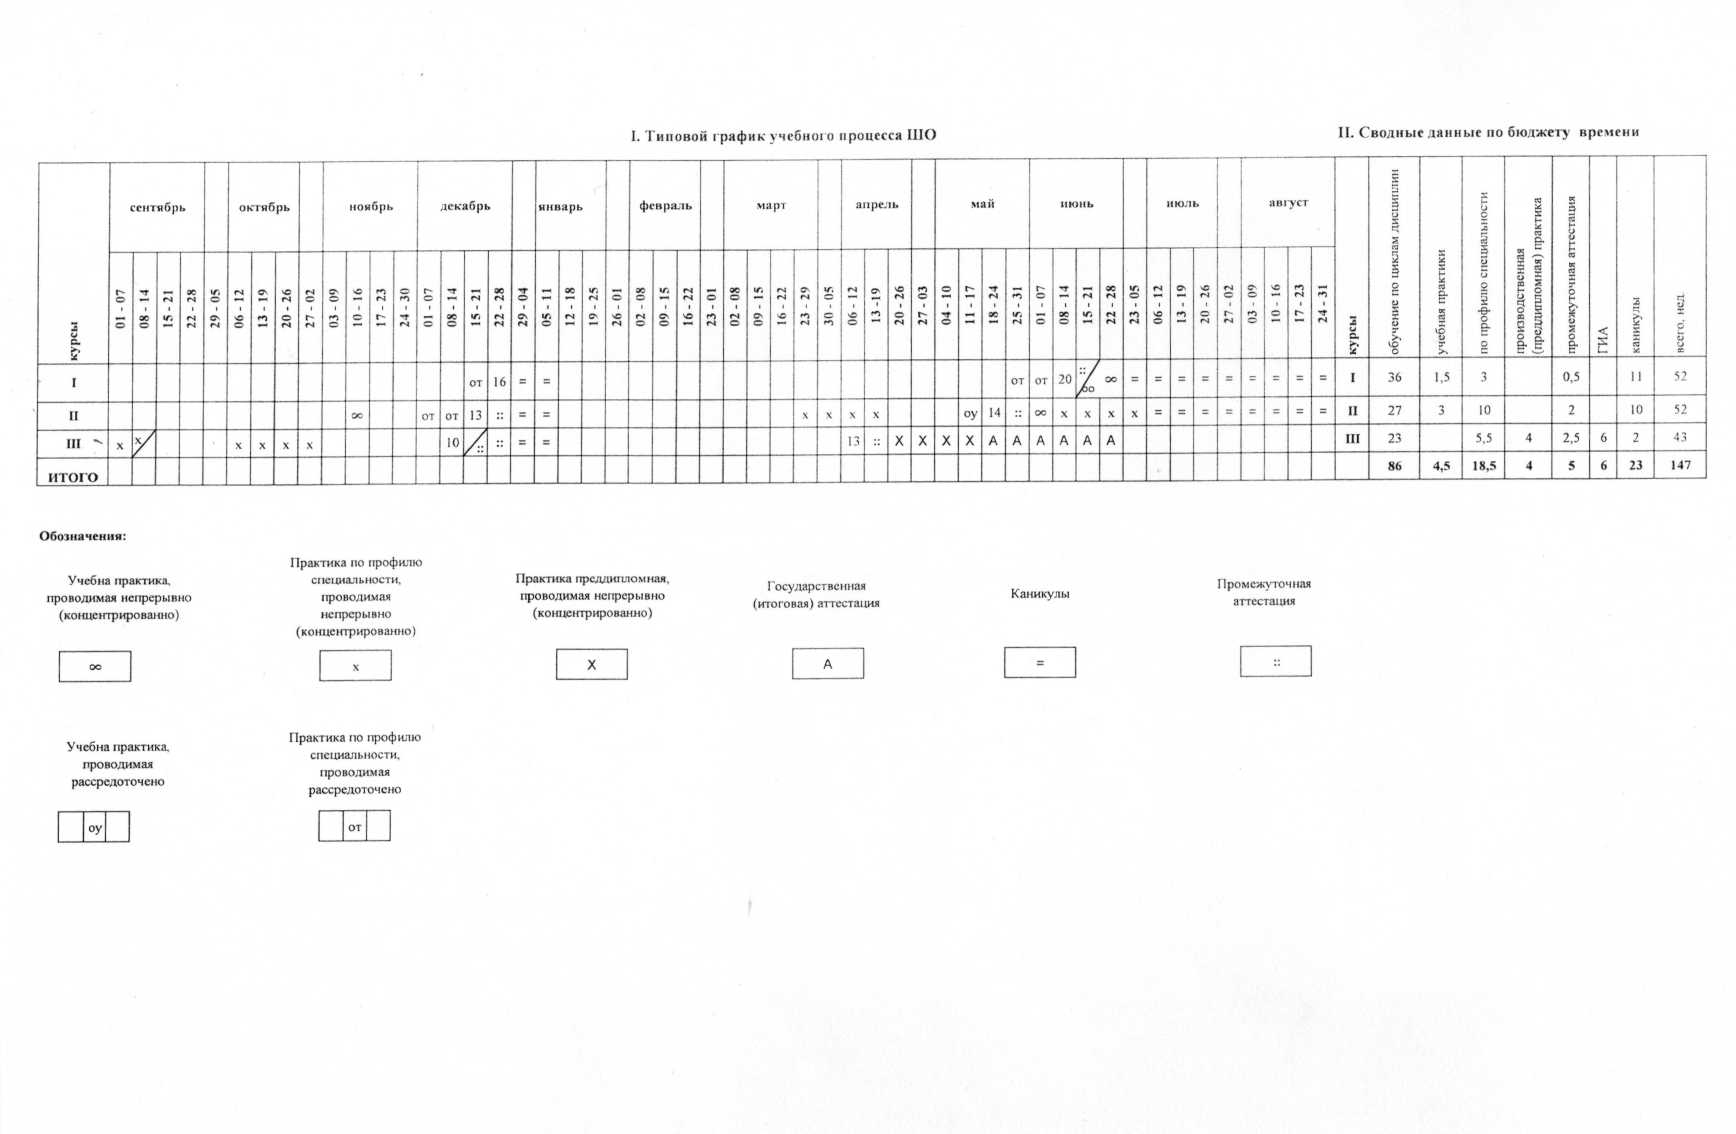 I. Типовой график учебного процесса ШО
II. Сводные данные по бюджету времени
курсы сентябрь октябрь ноябрь декабрь январь февраль март апрель май июнь июль август курсы обучение по циклам дисциплин учебная практики по профилю специальности производственная (преддипломная) практика промежуточная аттестация ГИА каникулы всего, нед.
01 - 07 08 - 14 15 - 21 22 - 28 29 - 05 06 - 12 13 - 19 20 - 26 27 - 02 03 - 09 10 - 16 17 - 23 24 - 30 01 - 07 08 - 14 15 - 21 22 - 28 29 - 04 05 - 11 12 - 18 19 - 25 26 - 01 02 - 08 09 - 15 16 - 22 23 - 01 02 - 08 09 - 15 16 - 22 23 - 29 30 - 05 06 - 12 13 -19 20 - 26 27 - 03 04 - 10 11 - 17 18 - 24 25 - 31 01 - 07 08 - 14 15 - 21 22 - 28 23 - 05 06 - 12 13 - 19 20 - 26 27 - 02 03 - 09 10 - 16 17 - 23 24 - 31
I от 16 = = от от 20 :: ∞ ∞ = = = = = = = = = I 36 1,5 3 0,5 11 52
II ∞ от от 13 :: = = x x x x оу 14 :: ∞ x x x x = = = = = = = = II 27 3 10 2 10 52
III x x x x x x 10 :: :: = = 13 :: X X X X A A A A A A III 23 5,5 4 2,5 6 2 43
ИТОГО 86 4,5 18,5 4 5 6 23 147
Обозначения:
Учебна практика,
проводимая непрерывно
(концентрированно)
∞
Практика по профилю
специальности,
проводимая
непрерывно
(концентрированно)
x
Практика преддипломная,
проводимая непрерывно
(концентрированно)
X
Государственная
(итоговая) аттестация
A
Каникулы
=
Промежуточная
аттестация
::
Учебна практика,
проводимая
рассредоточено
оу
Практика по профилю
специальности,
проводимая
рассредоточено
от